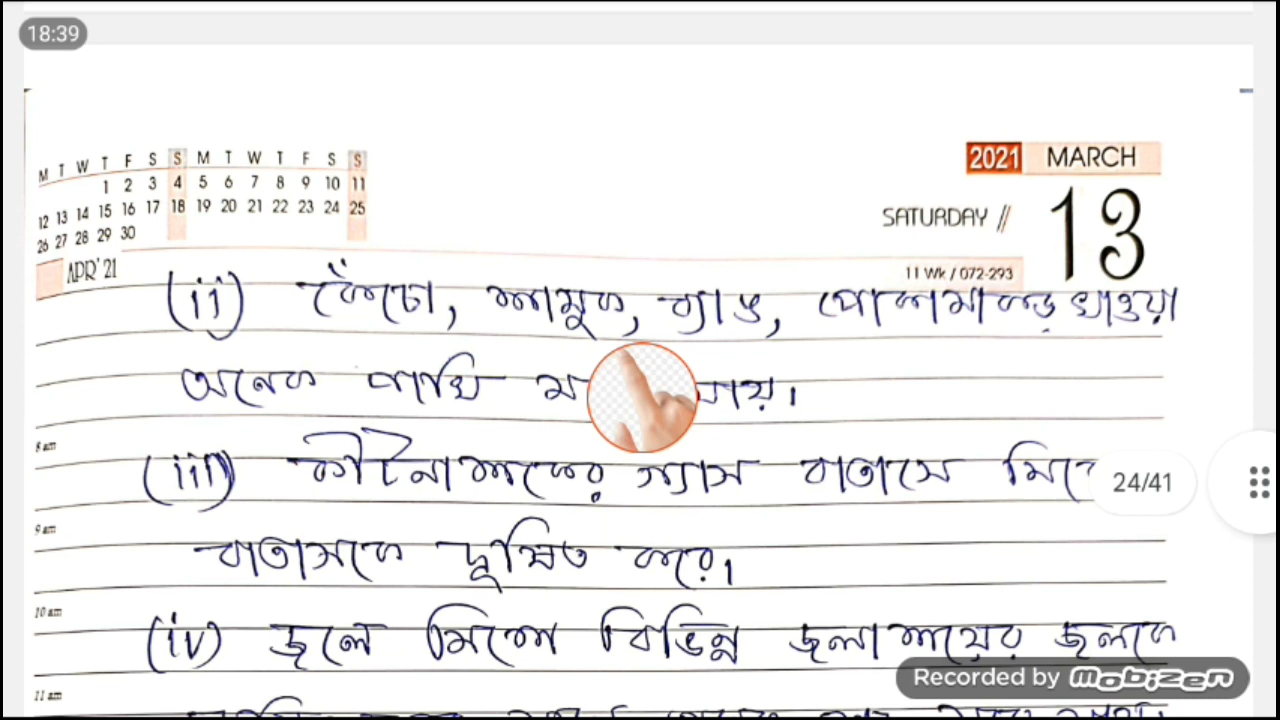 18:39
M T W T F S S M T W T F S S
1 2 3 4 5 6 7 8 9 10 11
12 13 14 15 16 17 18 19 20 21 22 23 24 25
26 27 28 29 30
APR' 21
2021 MARCH
SATURDAY // 13
11 Wk / 072-293
(ii) কেঁচো, শামুক, ব্যাঙ, পোকামাকড় খাওয়া
অনেক পাখি যায়।
8 am
(iii) কীটনাশকের গ্যাস বাতাসে
24/41
9 am
বাতাসকে দূষিত করে।
10 am
(iv) জলে মিশে বিভিন্ন জলাশয়ের জলকে
Recorded by mobizen
11 am